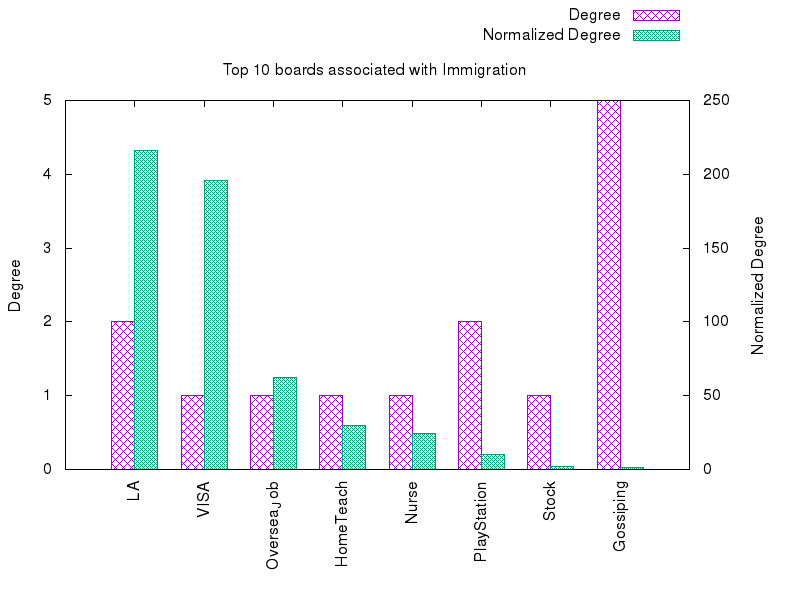 Degree
Normalized Degree
Top 10 boards associated with Immigration
5
4
3
2
1
0
250
200
150
100
50
0
Degree
Normalized Degree
LA
VISA
OverseaJob
HomeTeach
Nurse
PlayStation
Stock
Gossiping